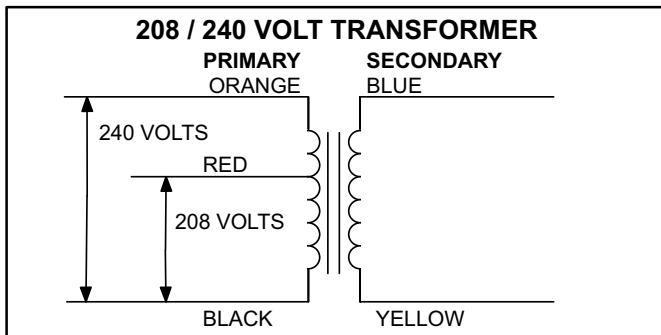 208 / 240 VOLT TRANSFORMER
PRIMARY SECONDARY
ORANGE BLUE
240 VOLTS
RED
208 VOLTS
BLACK YELLOW